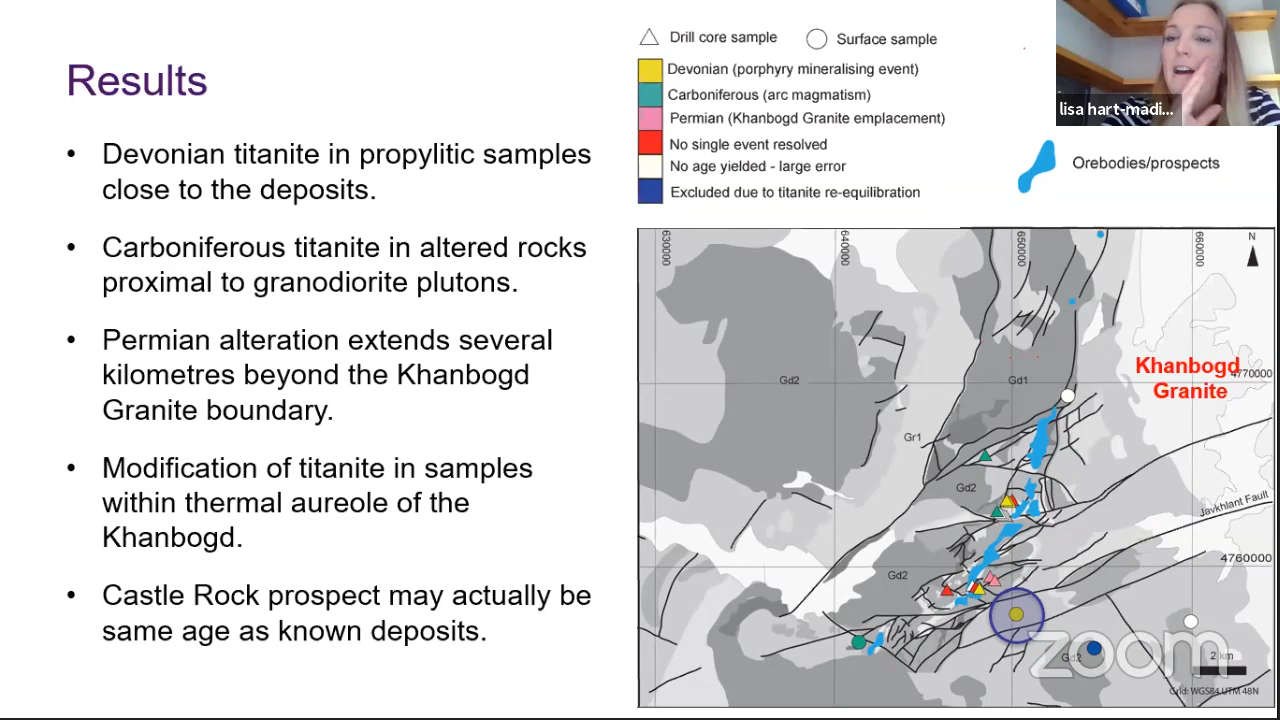 Results
• Devonian titanite in propylitic samples
close to the deposits.
• Carboniferous titanite in altered rocks
proximal to granodiorite plutons.
• Permian alteration extends several
kilometres beyond the Khanbogd
Granite boundary.
• Modification of titanite in samples
within thermal aureole of the
Khanbogd.
• Castle Rock prospect may actually be
same age as known deposits.
Drill core sample
Surface sample
Devonian (porphyry mineralising event)
Carboniferous (arc magmatism)
Permian (Khanbogd Granite emplacement)
No single event resolved
No age yielded - large error
Excluded due to titanite re-equilibration
Orebodies/prospects
lisa hart-madi...
630000
640000
650000
660000
N
Khanbogd
Granite
4770000
Gd2
Gd1
Gr1
Gd2
Javkhlant Fault
4760000
Gd2
Gd2
2 km
zoom
Grid: WGS84 UTM 48N